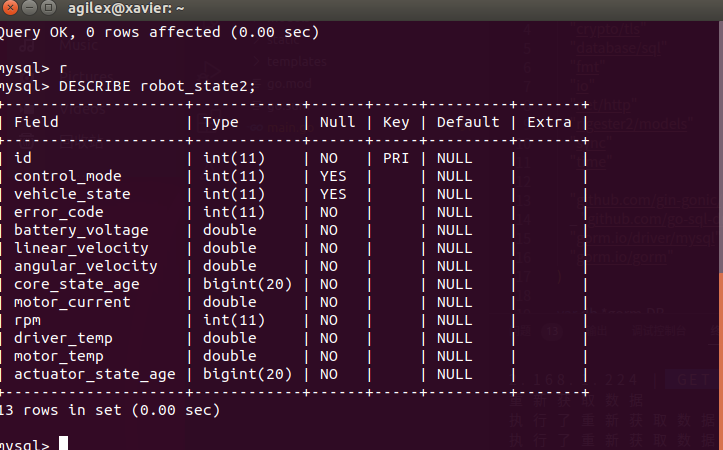 agilex@xavier: ~
Query OK, 0 rows affected (0.00 sec)
mysql> r
mysql> DESCRIBE robot_state2;
+---------------------+------------+------+-----+---------+-------+
| Field | Type | Null | Key | Default | Extra |
+---------------------+------------+------+-----+---------+-------+
| id | int(11) | NO | PRI | NULL | |
| control_mode | int(11) | YES | | NULL | |
| vehicle_state | int(11) | YES | | NULL | |
| error_code | int(11) | NO | | NULL | |
| battery_voltage | double | NO | | NULL | |
| linear_velocity | double | NO | | NULL | |
| angular_velocity | double | NO | | NULL | |
| core_state_age | bigint(20) | NO | | NULL | |
| motor_current | double | NO | | NULL | |
| rpm | int(11) | NO | | NULL | |
| driver_temp | double | NO | | NULL | |
| motor_temp | double | NO | | NULL | |
| actuator_state_age | bigint(20) | NO | | NULL | |
+---------------------+------------+------+-----+---------+-------+
13 rows in set (0.00 sec)
mysql>